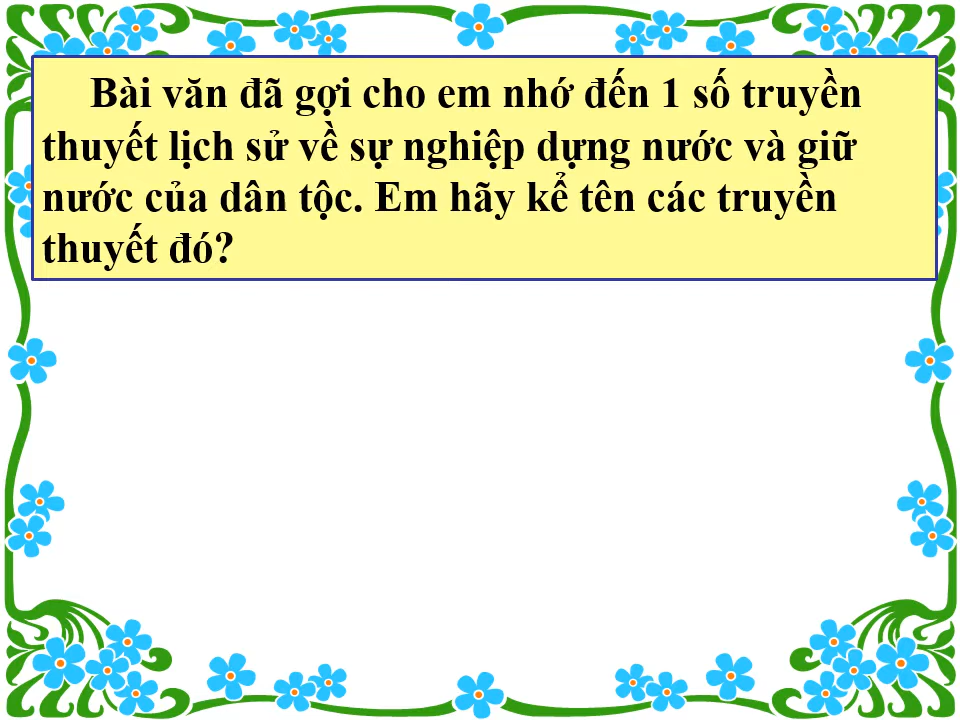 Bài văn đã gợi cho em nhớ đến 1 số truyền
thuyết lịch sử về sự nghiệp dựng nước và giữ
nước của dân tộc. Em hãy kể tên các truyền
thuyết đó?